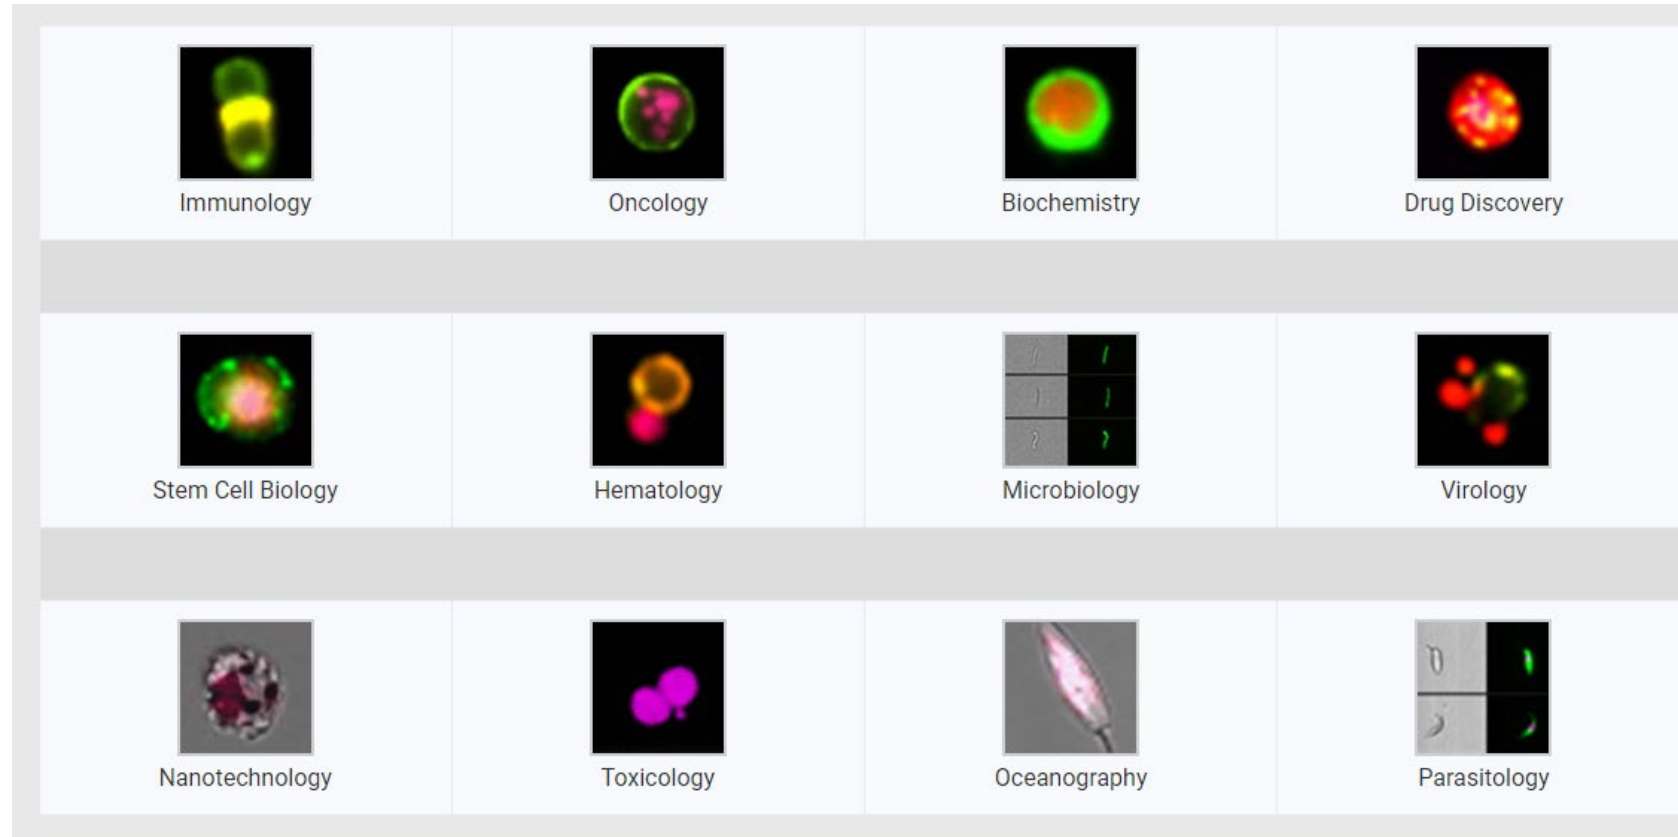 Immunology
Oncology
Biochemistry
Drug Discovery
Stem Cell Biology
Hematology
Microbiology
Virology
Nanotechnology
Toxicology
Oceanography
Parasitology